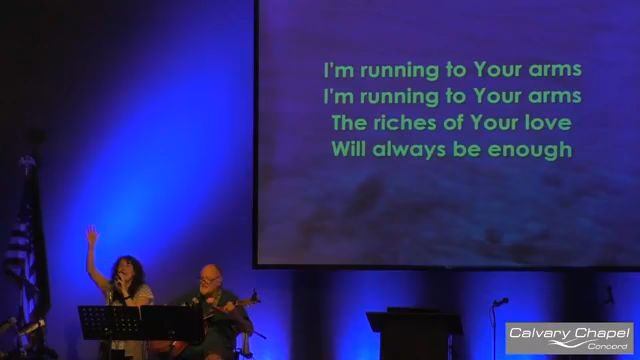 I'm running to Your arms
I'm running to Your arms
The riches of Your love
Will always be enough
Calvary Chapel
Concord